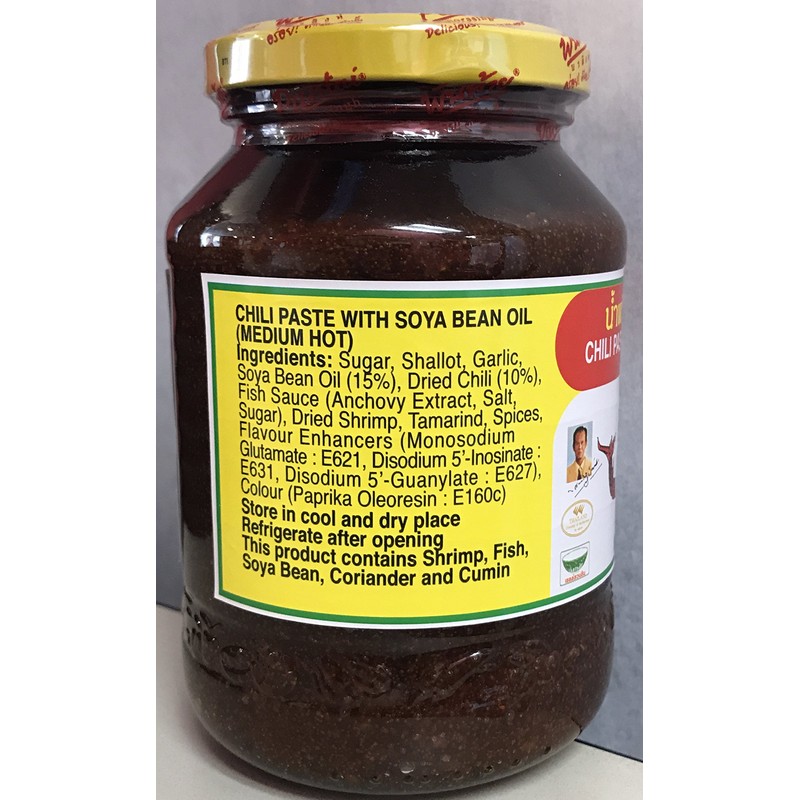 Delicious
CHILI PASTE WITH SOYA BEAN OIL
(MEDIUM HOT)
Ingredients: Sugar, Shallot, Garlic,
Soya Bean Oil (15%), Dried Chili (10%),
Fish Sauce (Anchovy Extract, Salt,
Sugar), Dried Shrimp, Tamarind, Spices,
Flavour Enhancers (Monosodium
Glutamate : E621, Disodium 5’-Inosinate :
E631, Disodium 5’-Guanylate : E627),
Colour (Paprika Oleoresin : E160c)
Store in cool and dry place
Refrigerate after opening
This product contains Shrimp, Fish,
Soya Bean, Coriander and Cumin
CHILI